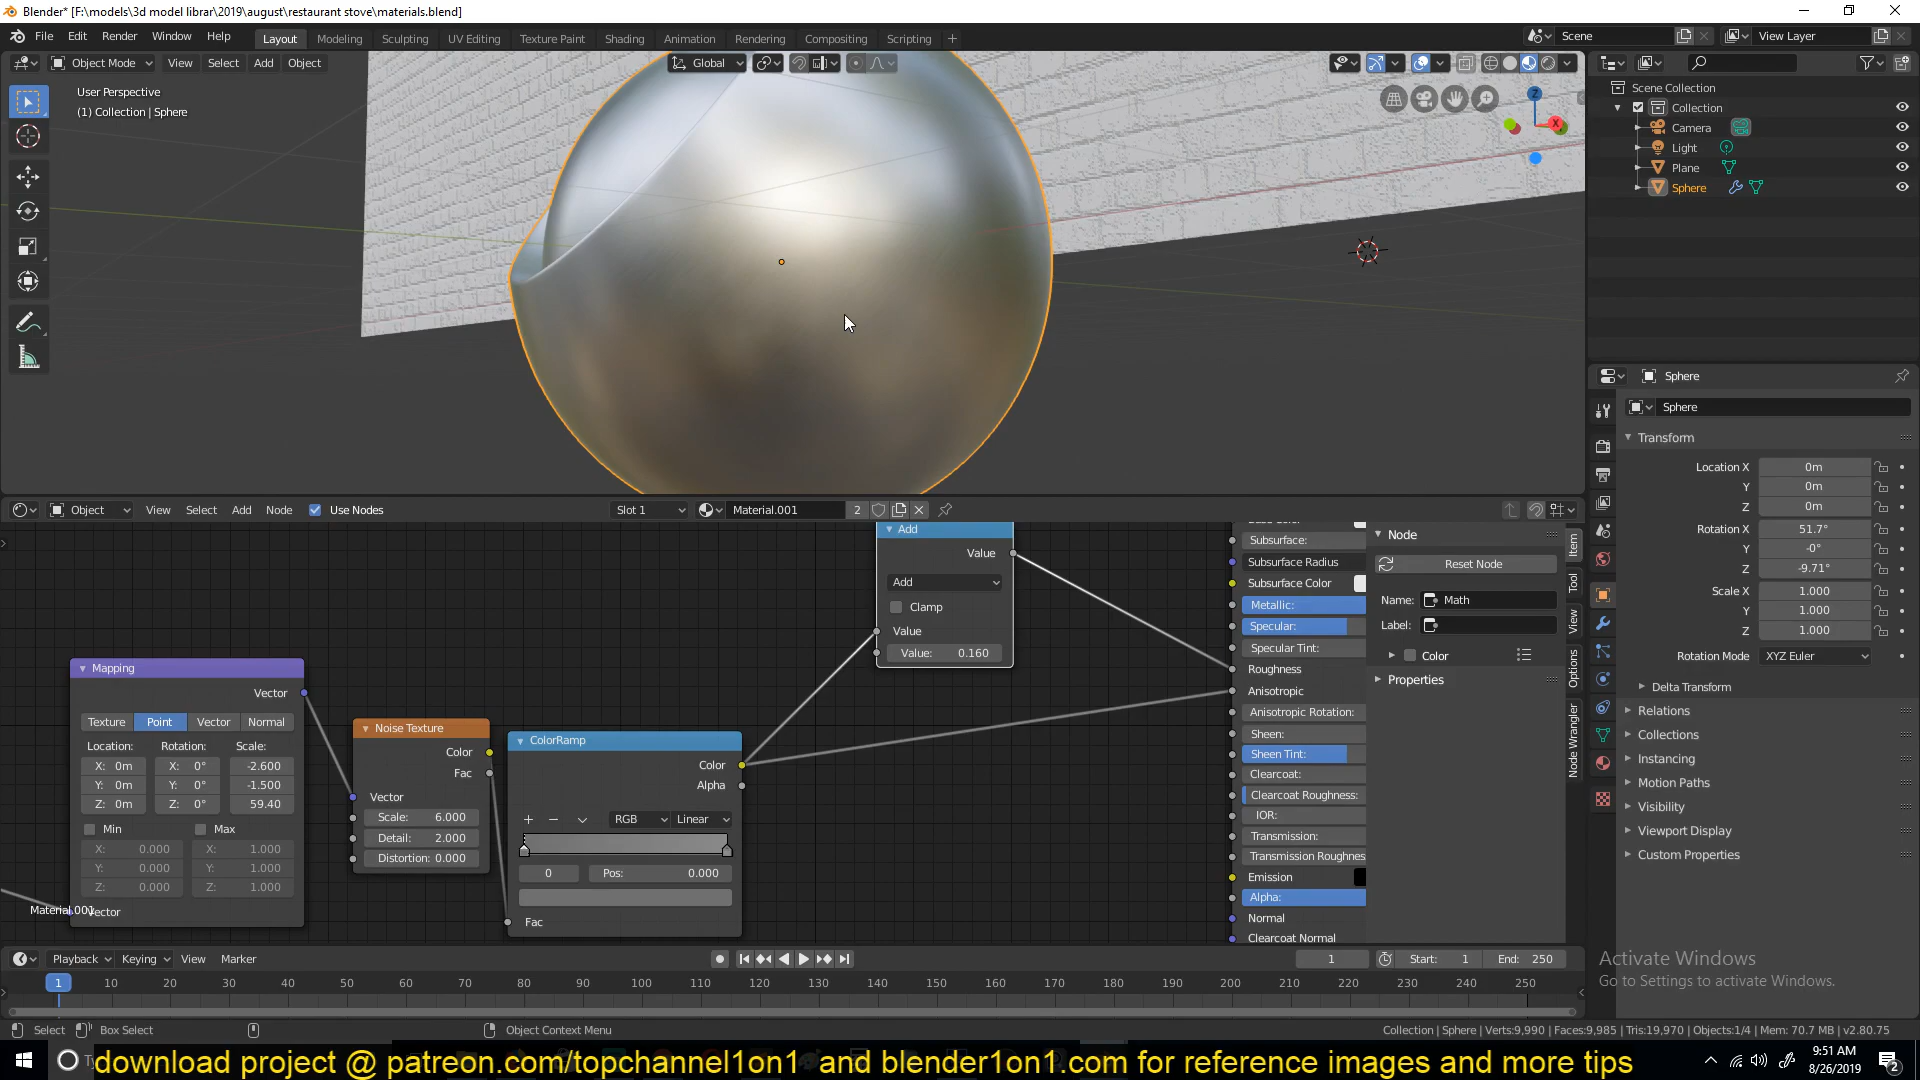 Blender* [F:\models\3d model librar\2019\august\restaurant stove\materials.blend]
File Edit Render Window Help Layout Modeling Sculpting UV Editing Texture Paint Shading Animation Rendering Compositing Scripting Scene View Layer
Object Mode View Select Add Object Global
User Perspective
(1) Collection | Sphere
Scene Collection
Collection
Camera
Light
Plane
Sphere
Sphere
Sphere
Transform
Location X 0m
Y 0m
Z 0m
Rotation X 51.7°
Y -0°
Z -9.71°
Scale X 1.000
Y 1.000
Z 1.000
Rotation Mode XYZ Euler
Delta Transform
Relations
Collections
Instancing
Motion Paths
Visibility
Viewport Display
Custom Properties
Object View Select Add Node Use Nodes Slot 1 Material.001 2
Mapping
Vector
Texture Point Vector Normal
Location: Rotation: Scale:
X: 0m X: 0° -2.600
Y: 0m Y: 0° -1.500
Z: 0m Z: 0° 59.40
Min Max
X: 0.000 X: 1.000
Y: 0.000 Y: 1.000
Z: 0.000 Z: 1.000
Vector
Material.001
Noise Texture
Color
Fac
Vector
Scale: 6.000
Detail: 2.000
Distortion: 0.000
ColorRamp
Color
Alpha
RGB Linear
0 Pos: 0.000
Fac
Add
Value
Add
Clamp
Value
Value: 0.160
Subsurface:
Subsurface Radius
Subsurface Color
Metallic:
Specular:
Specular Tint:
Roughness
Anisotropic
Anisotropic Rotation:
Sheen:
Sheen Tint:
Clearcoat:
Clearcoat Roughness:
IOR:
Transmission:
Transmission Roughnes
Emission
Alpha:
Normal
Clearcoat Normal
Node
Reset Node
Name: Math
Label:
Color
Properties
Item
Tool
View
Options
Node Wrangler
Activate Windows
Go to Settings to activate Windows.
Playback Keying View Marker 1 Start: 1 End: 250
1 10 20 30 40 50 60 70 80 90 100 110 120 130 140 150 160 170 180 190 200 210 220 230 240 250
Select Box Select Object Context Menu Collection | Sphere | Verts:9,990 | Faces:9,985 | Tris:19,970 | Objects:1/4 | Mem: 70.7 MB | v2.80.75
download project @ patreon.com/topchannel1on1 and blender1on1.com for reference images and more tips
9:51 AM
8/26/2019
2